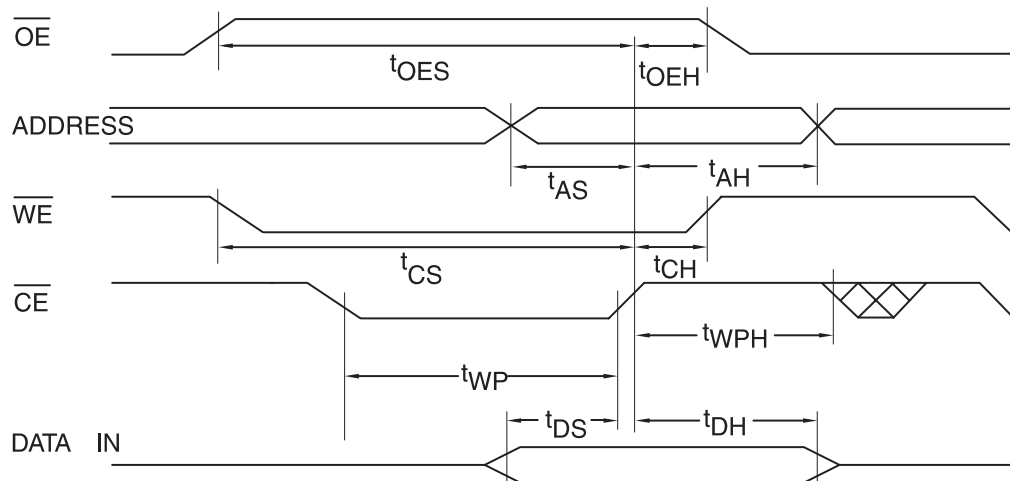 OE
tOES tOEH
ADDRESS
tAS tAH
WE
tCS tCH
CE
tWPH
tWP
tDS tDH
DATA IN